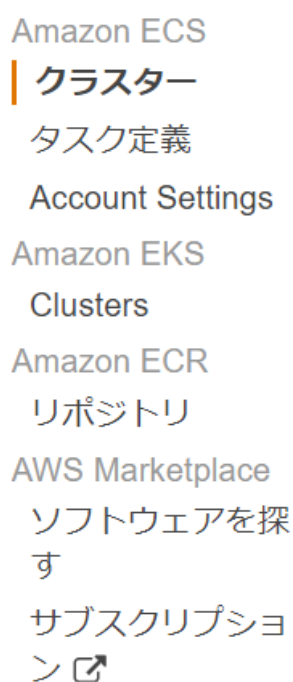 Amazon ECS
クラスター
タスク定義
Account Settings
Amazon EKS
Clusters
Amazon ECR
リポジトリ
AWS Marketplace
ソフトウェアを探
す
サブスクリプショ
ン